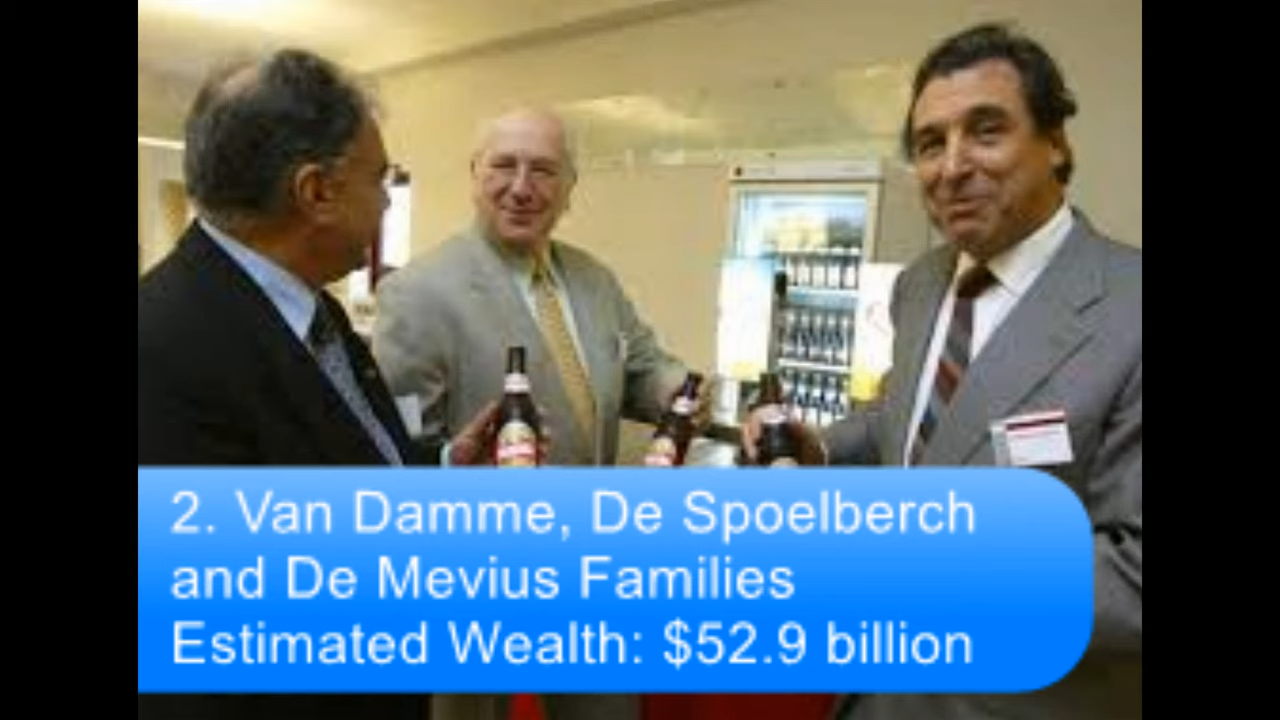 2. Van Damme, De Spoelberch
and De Mevius Families
Estimated Wealth: $52.9 billion